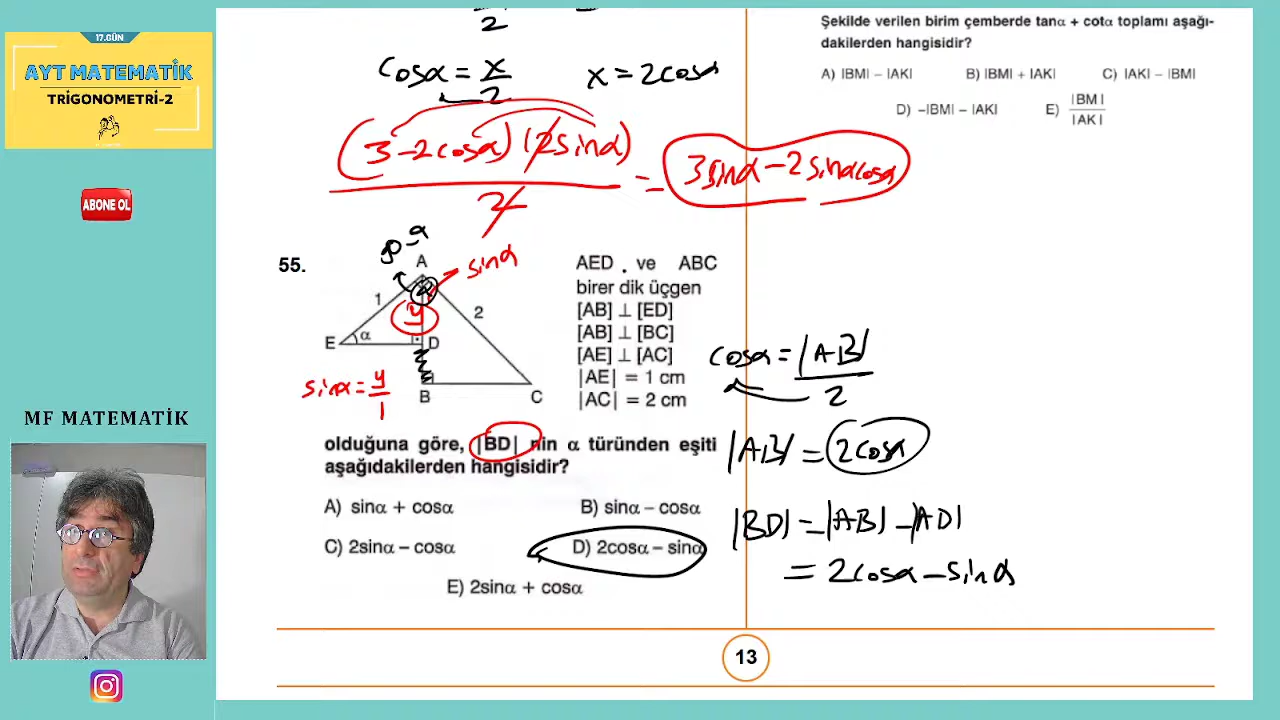 17.GÜN
AYT MATEMATİK
TRİGONOMETRİ-2
ABONE OL
MF MATEMATİK
2
cosα = x/2
x = 2cosα
(3-2cosα)(2sinα) / 2 = 3sinα - 2sinαcosα
55.
90-α
A
sinα
1
α
2
y
E
α
D
B
C
sinα = y/1
AED . ve ABC
birer dik üçgen
[AB] ⊥ [ED]
[AB] ⊥ [BC]
[AE] ⊥ [AC]
|AE| = 1 cm
|AC| = 2 cm
olduğuna göre, |BD| nin α türünden eşiti
aşağıdakilerden hangisidir?
A) sinα + cosα
B) sinα – cosα
C) 2sinα – cosα
D) 2cosα – sinα
E) 2sinα + cosα
cosα = |AB|/2
|AB| = 2cosα
|BD| = |AB| - |AD|
= 2cosα - sinα
Şekilde verilen birim çemberde tanα + cotα toplamı aşağı-
dakilerden hangisidir?
A) |BM| – |AK|
B) |BM| + |AK|
C) |AK| – |BM|
D) –|BM| – |AK|
E) |BM| / |AK|
13